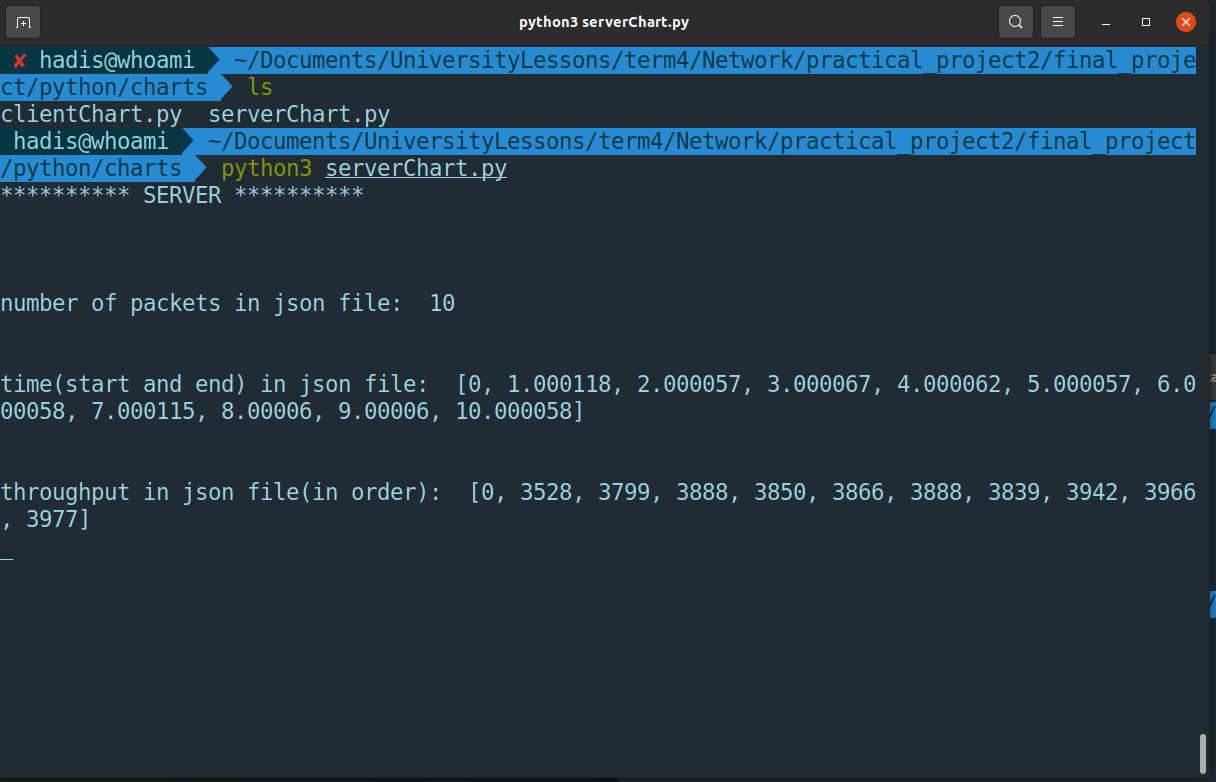 python3 serverChart.py
✘ hadis@whoami ~/Documents/UniversityLessons/term4/Network/practical_project2/final_proje
ct/python/charts ls
clientChart.py  serverChart.py
hadis@whoami ~/Documents/UniversityLessons/term4/Network/practical_project2/final_project
/python/charts python3 serverChart.py
********** SERVER **********
number of packets in json file:  10
time(start and end) in json file:  [0, 1.000118, 2.000057, 3.000067, 4.000062, 5.000057, 6.0
00058, 7.000115, 8.00006, 9.00006, 10.000058]
throughput in json file(in order):  [0, 3528, 3799, 3888, 3850, 3866, 3888, 3839, 3942, 3966
, 3977]
_